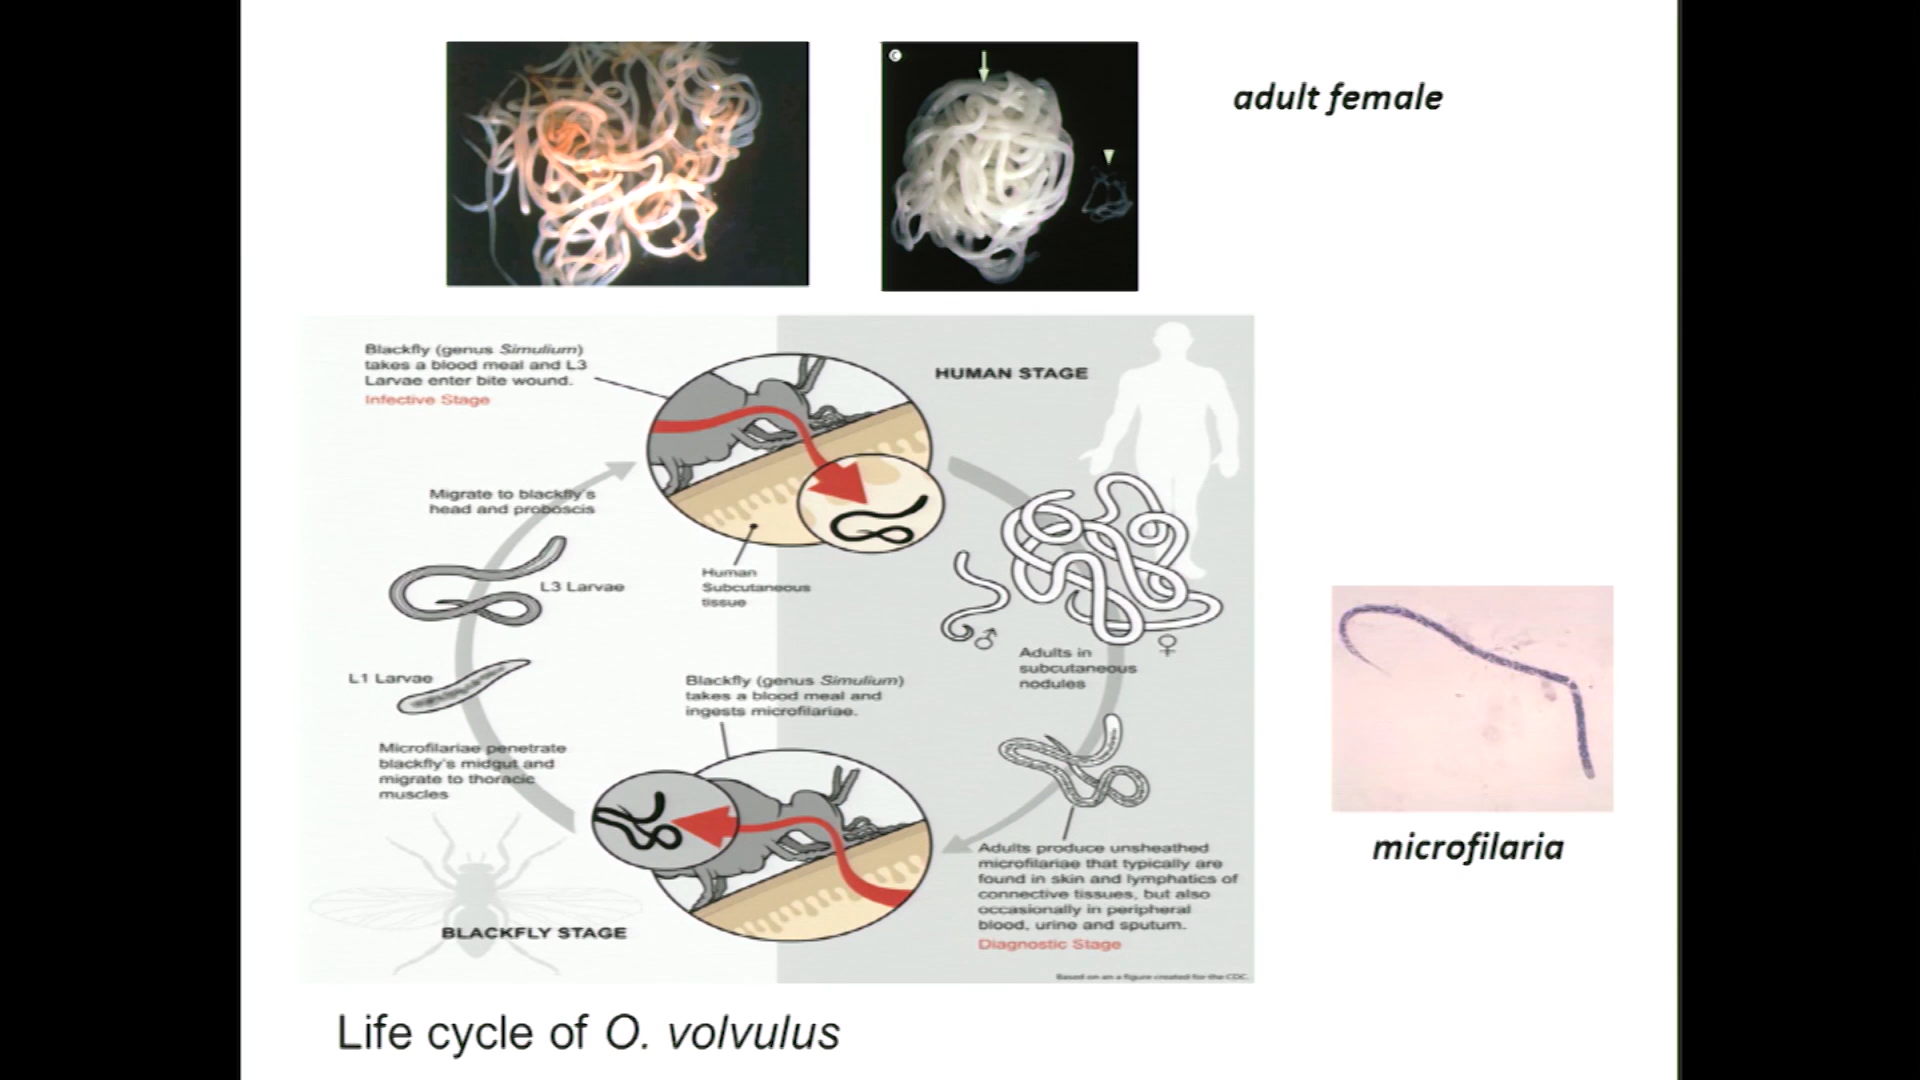 C
adult female
Blackfly (genus Simulium)
takes a blood meal and L3
Larvae enter bite wound.
Infective Stage
HUMAN STAGE
Migrate to blackfly's
head and proboscis
L3 Larvae
Human
Subcutaneous
tissue
♂
♀
Adults in
subcutaneous
nodules
L1 Larvae
Blackfly (genus Simulium)
takes a blood meal and
ingests microfilariae.
Microfilariae penetrate
blackfly's midgut and
migrate to thoracic
muscles
microfilaria
Adults produce unsheathed
microfilariae that typically are
found in skin and lymphatics of
connective tissues, but also
occasionally in peripheral
blood, urine and sputum.
Diagnostic Stage
BLACKFLY STAGE
Based on an a figure created for the CDC.
Life cycle of O. volvulus